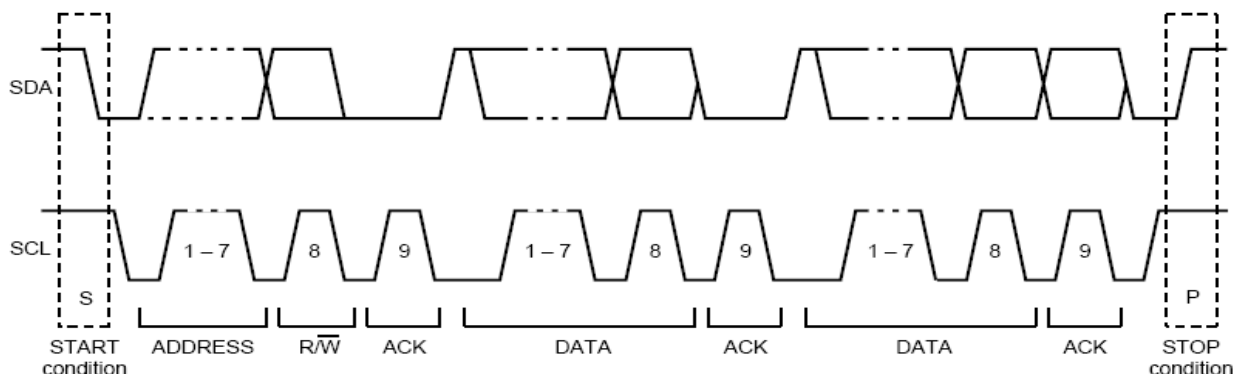 SDA
SCL
1 – 7 8 9 1 – 7 8 9 1 – 7 8 9
S P
START ADDRESS R/W̅ ACK DATA ACK DATA ACK STOP
condition condition